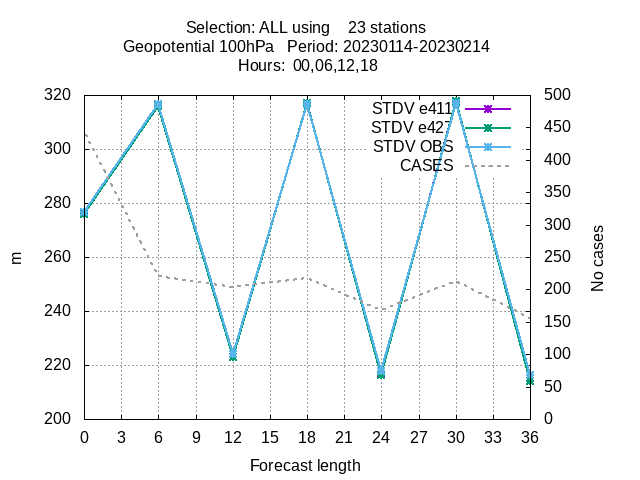 Selection: ALL using    23 stations
Geopotential 100hPa   Period: 20230114-20230214
Hours:  00,06,12,18
320
300
280
260
240
220
200
m
500
450
400
350
300
250
200
150
100
50
0
No cases
STDV e411
STDV e427
STDV OBS
CASES
0 3 6 9 12 15 18 21 24 27 30 33 36
Forecast length